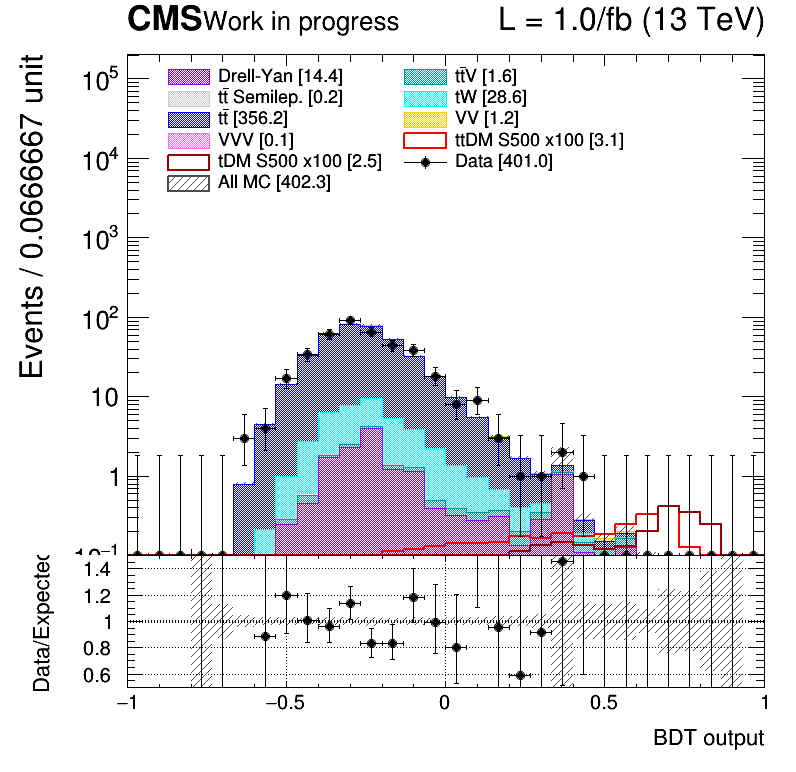 CMS Work in progress L = 1.0/fb (13 TeV)
Events / 0.0666667 unit
10⁵
10⁴
10³
10²
10
1
10⁻¹
Drell-Yan [14.4] tt̄V [1.6]
tt̄ Semilep. [0.2] tW [28.6]
tt̄ [356.2] VV [1.2]
VVV [0.1] ttDM S500 x100 [3.1]
tDM S500 x100 [2.5] Data [401.0]
All MC [402.3]
Data/Expected
1.4
1.2
1
0.8
0.6
−1 −0.5 0 0.5 1
BDT output